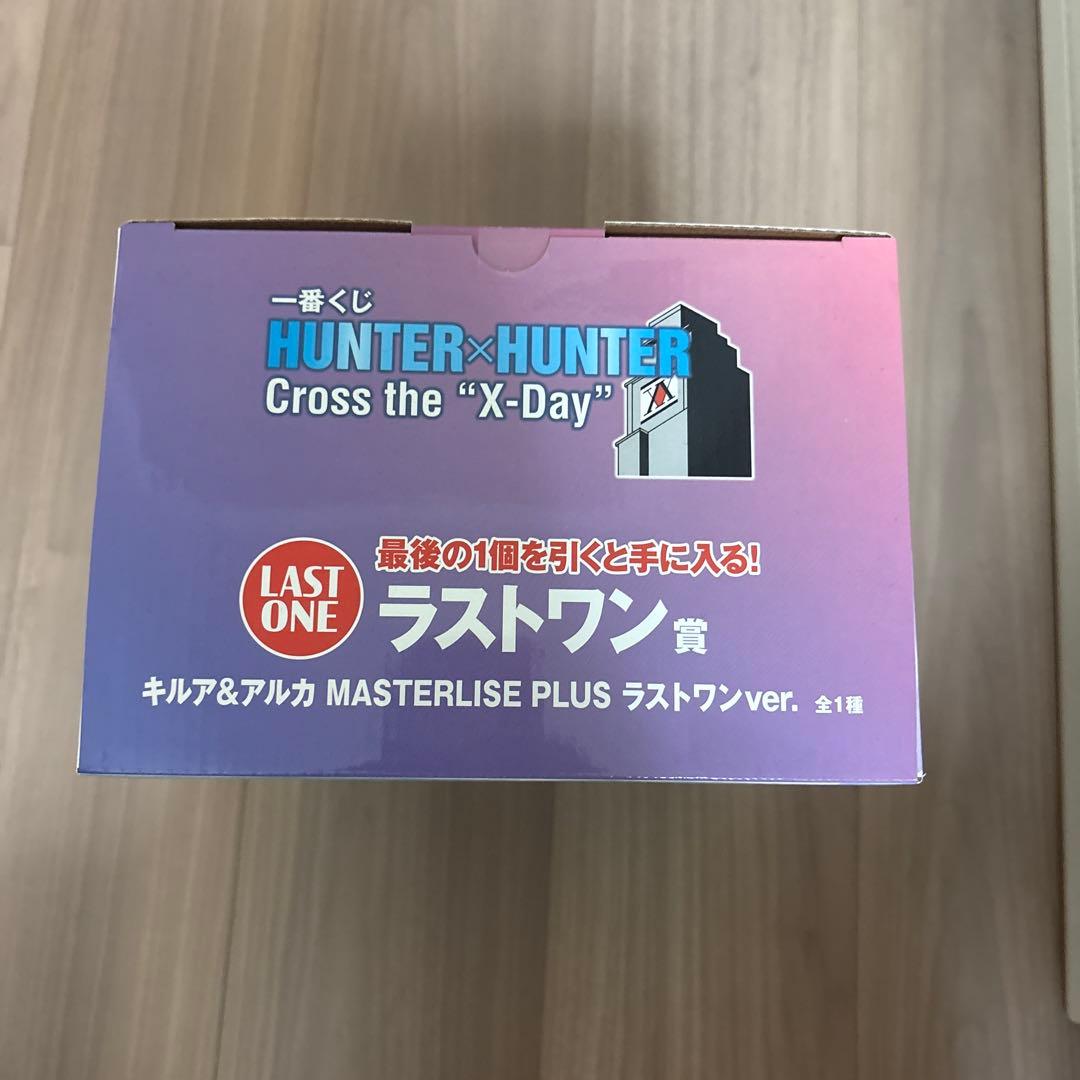 一番くじ
HUNTER×HUNTER
Cross the “X-Day”
LAST
ONE
最後の1個を引くと手に入る!
ラストワン賞
キルア&アルカ MASTERLISE PLUS ラストワンver. 全1種